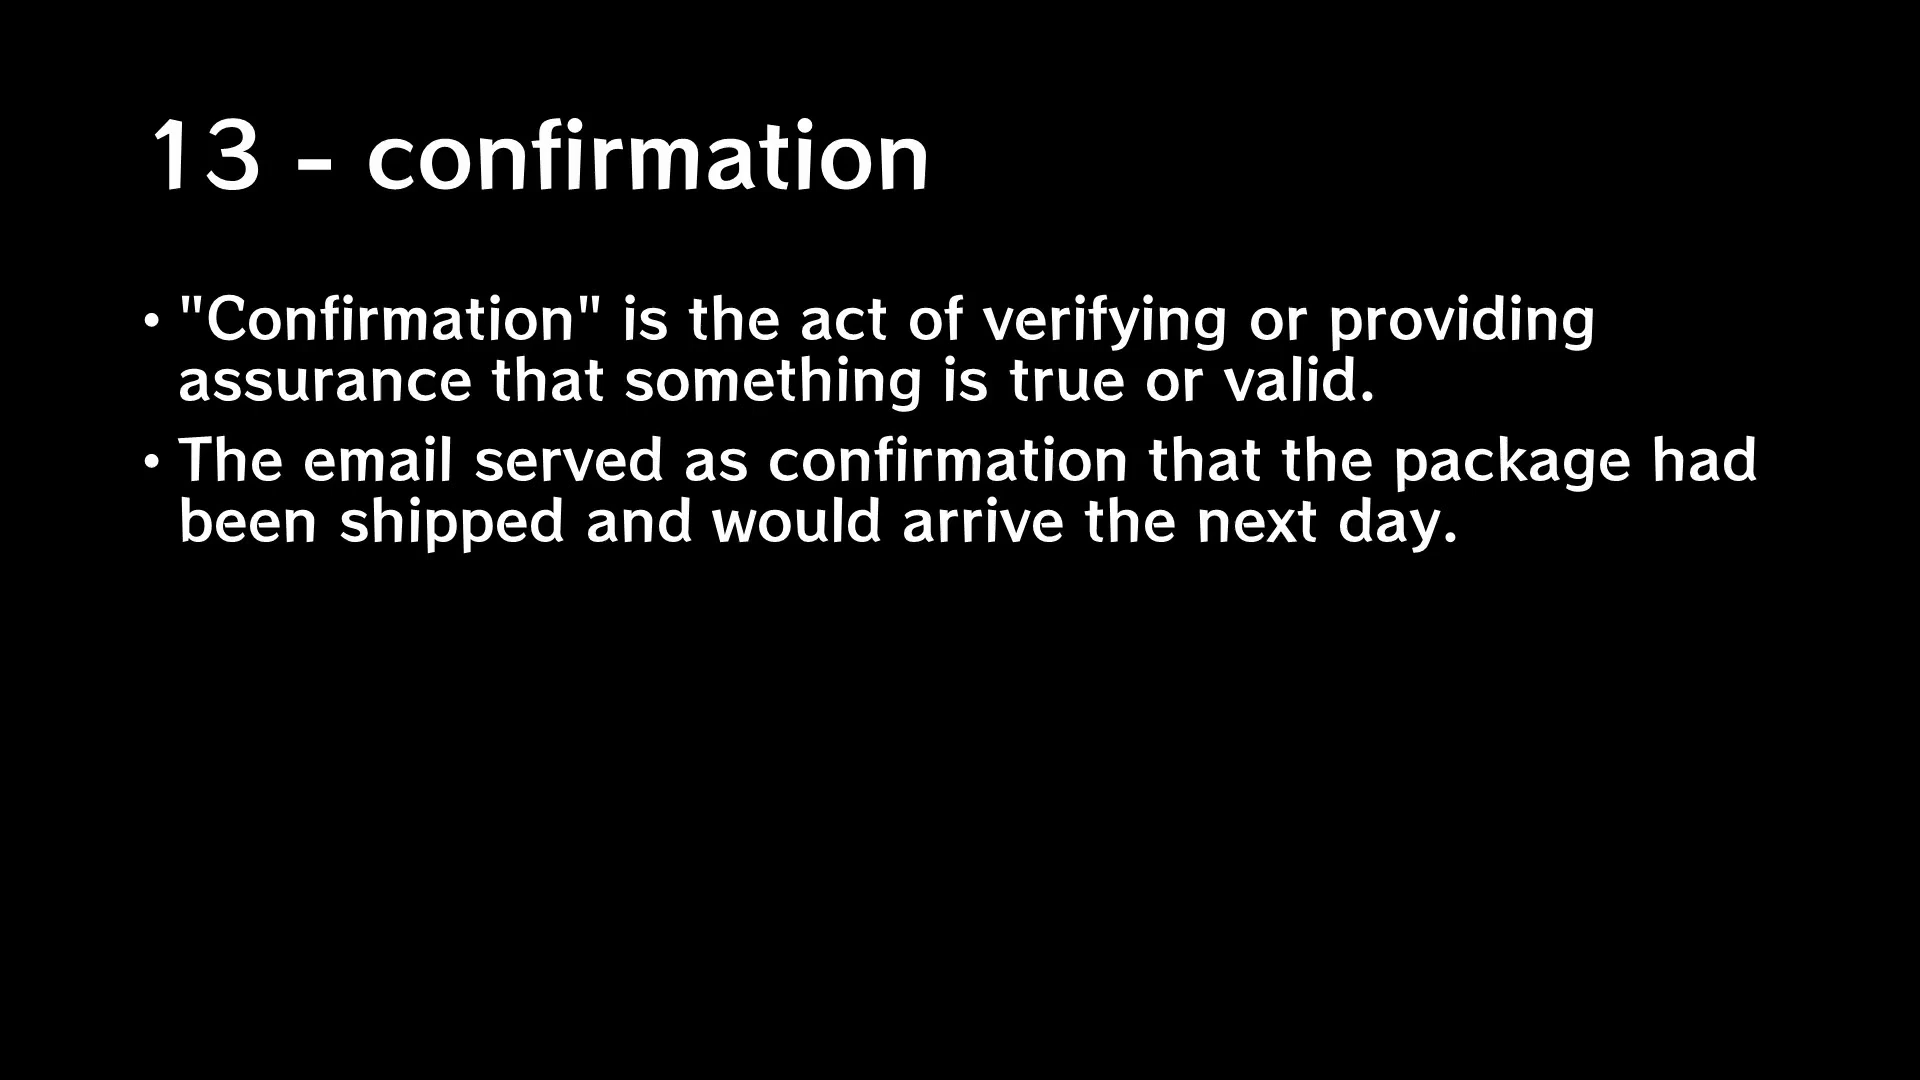 13 - confirmation
• "Confirmation" is the act of verifying or providing
assurance that something is true or valid.
• The email served as confirmation that the package had
been shipped and would arrive the next day.